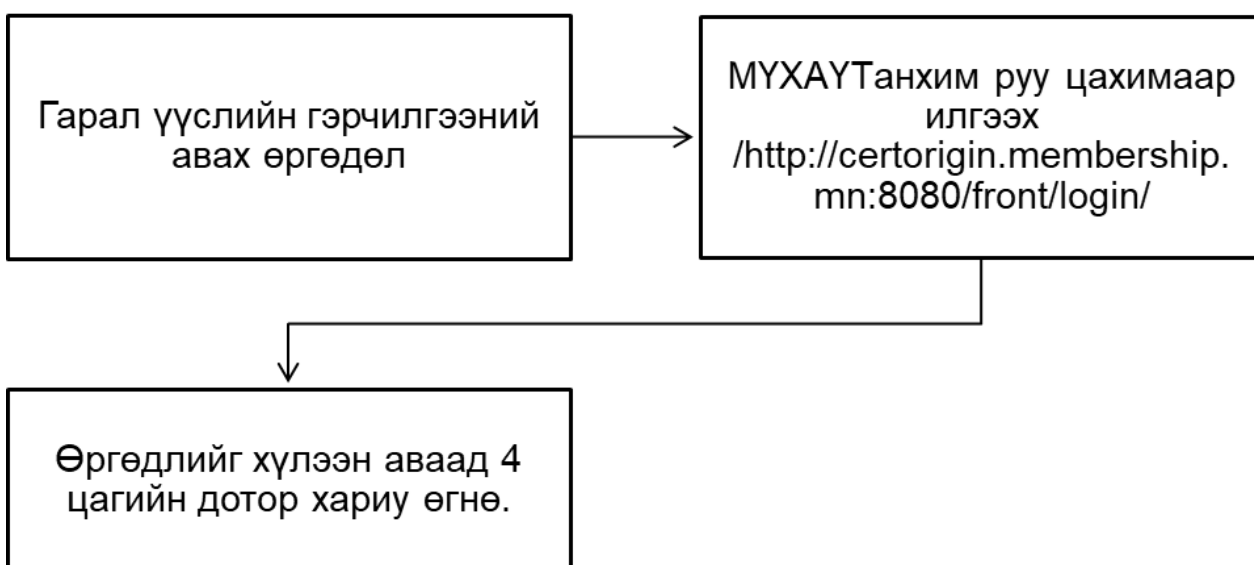 Гарал үүслийн гэрчилгээний
авах өргөдөл
МҮХАҮТанхим руу цахимаар
илгээх
/http://certorigin.membership.
mn:8080/front/login/
Өргөдлийг хүлээн аваад 4
цагийн дотор хариу өгнө.